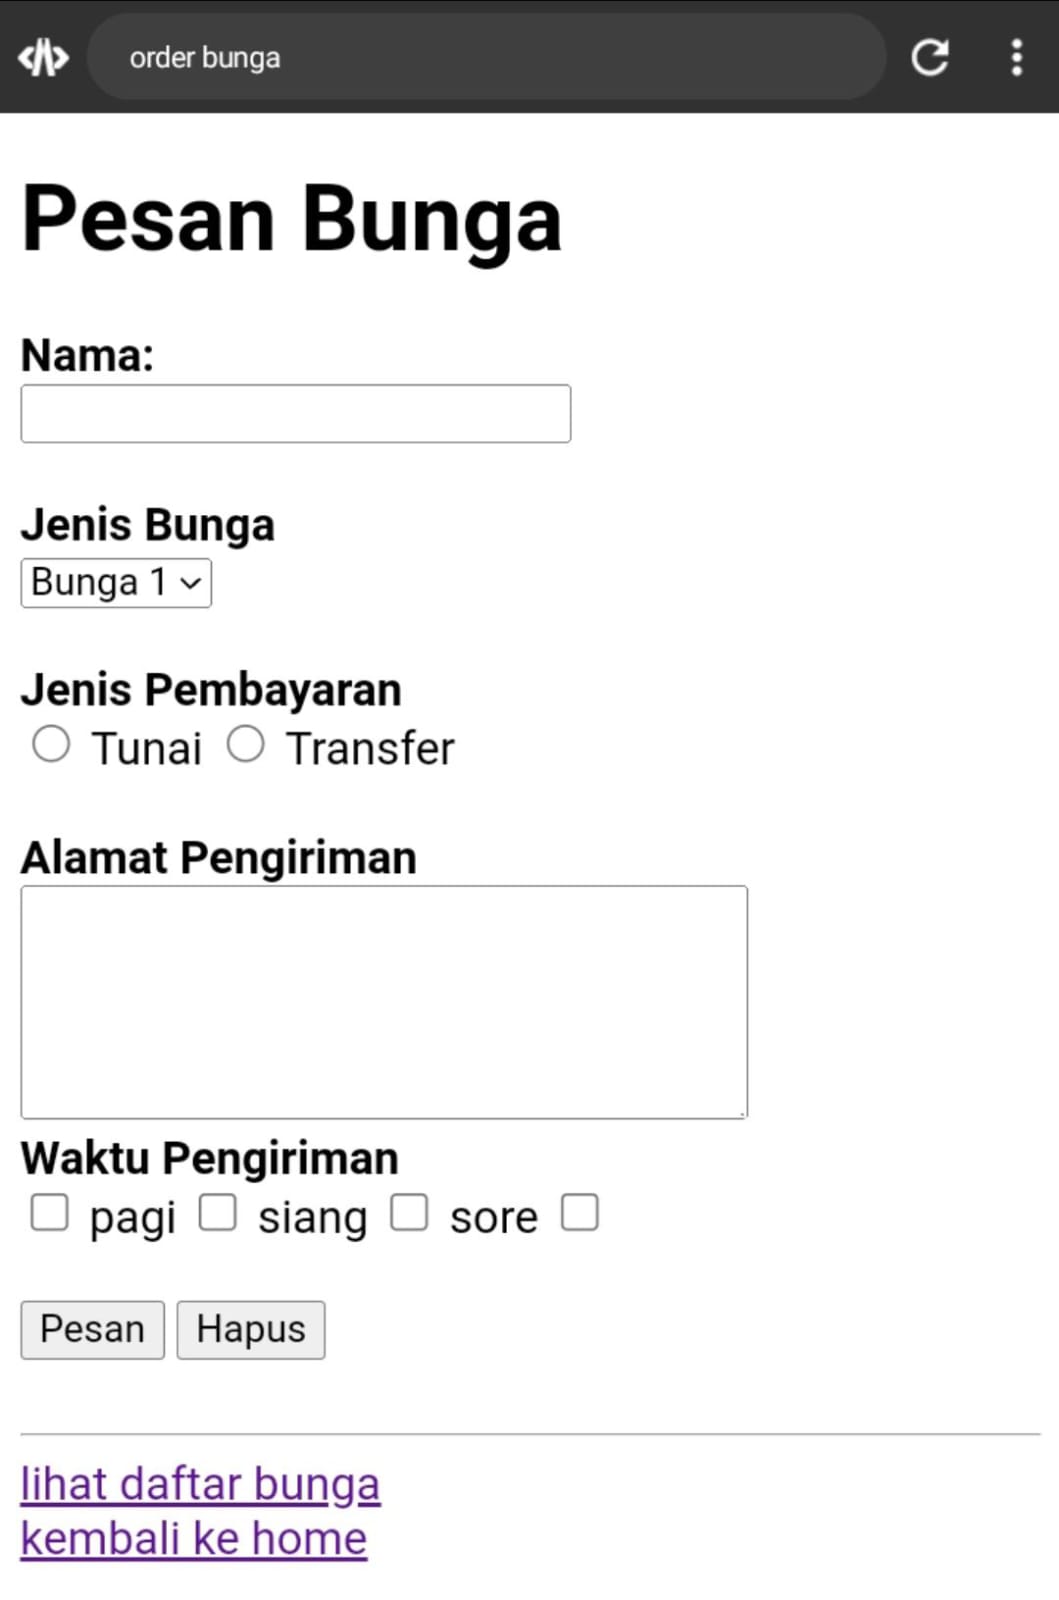 order bunga
Pesan Bunga
Nama:
Jenis Bunga
Bunga 1
Jenis Pembayaran
Tunai Transfer
Alamat Pengiriman
Waktu Pengiriman
pagi siang sore
Pesan Hapus
lihat daftar bunga
kembali ke home